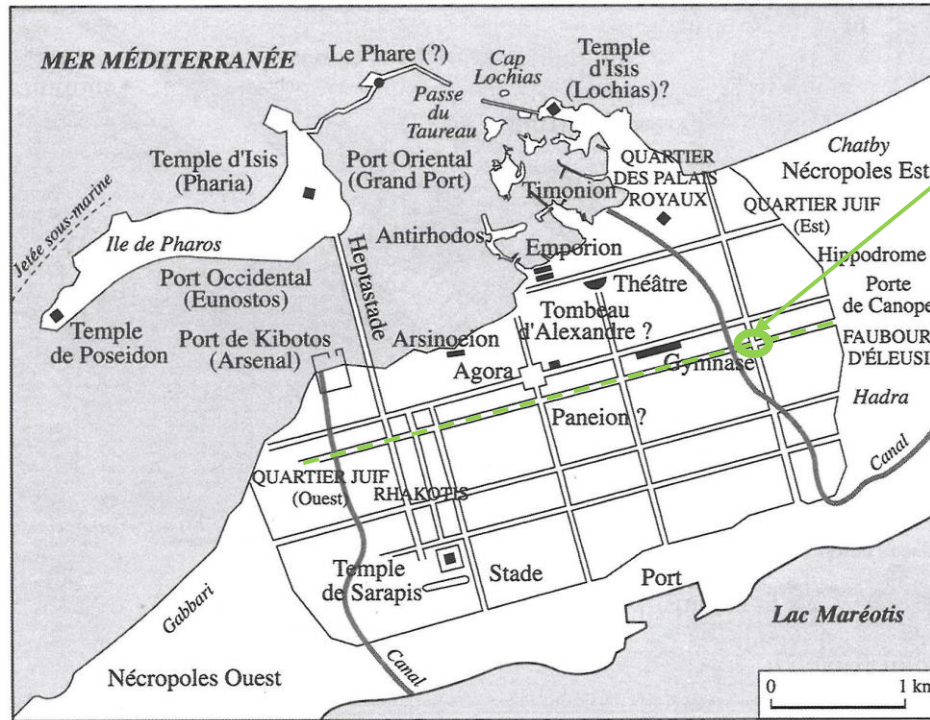 MER MÉDITERRANÉE
Le Phare (?)
Cap
Lochias
Temple
d'Isis
(Lochias)?
Passe
du
Taureau
Temple d'Isis
(Pharia)
Port Oriental
(Grand Port)
QUARTIER
DES PALAIS
ROYAUX
Chatby
Nécropoles Est
Timonion
QUARTIER JUIF
(Est)
Jetée sous-marine
Ile de Pharos
Antirhodos
Emporion
Hippodrome
Port Occidental
(Eunostos)
Heptastade
Théâtre
Porte
de Canope
Temple
de Poseidon
Port de Kibotos
(Arsenal)
Arsinoéion
Tombeau
d'Alexandre ?
FAUBOUR
D'ÉLEUSI
Agora
Gymnase
Hadra
Paneion ?
Canal
QUARTIER JUIF
(Ouest)
RHAKOTIS
Temple
de Sarapis
Stade
Port
Gabbari
Lac Maréotis
Nécropoles Ouest
Canal
0 1 km